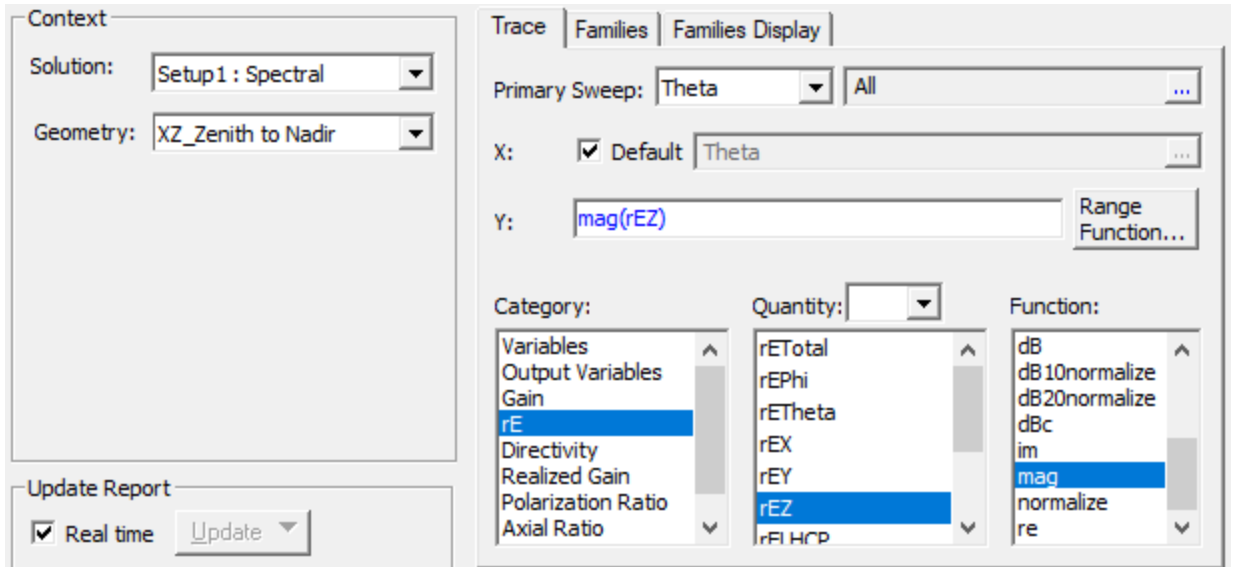 Context
Solution: Setup1 : Spectral
Geometry: XZ_Zenith to Nadir
Update Report
Real time Update
Trace Families Families Display
Primary Sweep: Theta All ...
X: Default Theta ...
Y: mag(rEZ) Range Function...
Category:
Variables
Output Variables
Gain
rE
Directivity
Realized Gain
Polarization Ratio
Axial Ratio
Quantity:
rETotal
rEPhi
rETheta
rEX
rEY
rEZ
rELHCP
Function:
dB
dB10normalize
dB20normalize
dBc
im
mag
normalize
re